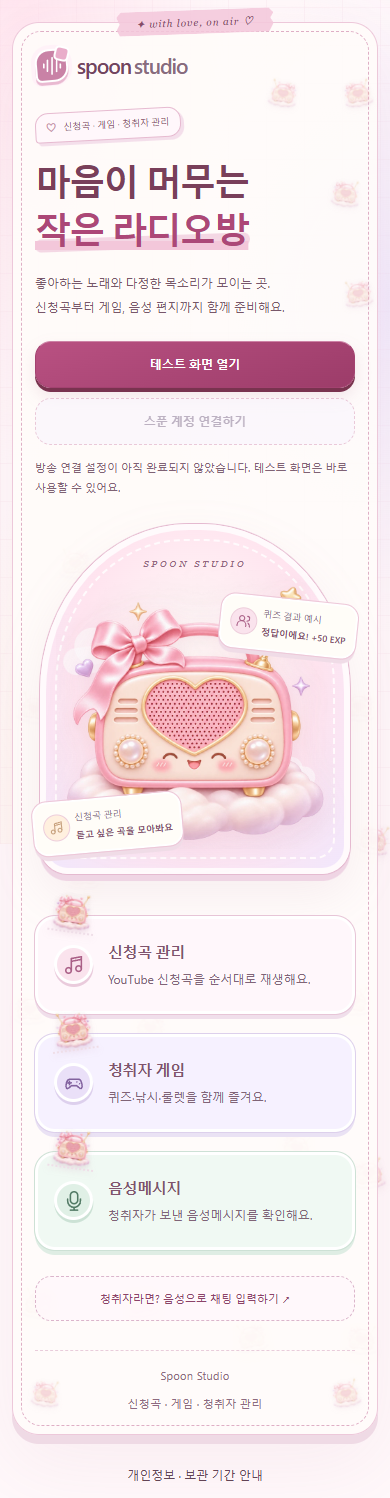 ✦ with love, on air ♡
spoon studio
♡ 신청곡 · 게임 · 청취자 관리
마음이 머무는
작은 라디오방
좋아하는 노래와 다정한 목소리가 모이는 곳.
신청곡부터 게임, 음성 편지까지 함께 준비해요.
테스트 화면 열기
스푼 계정 연결하기
방송 연결 설정이 아직 완료되지 않았습니다. 테스트 화면은 바로
사용할 수 있어요.
SPOON STUDIO
퀴즈 결과 예시
정답이에요! +50 EXP
신청곡 관리
듣고 싶은 곡을 모아봐요
신청곡 관리
YouTube 신청곡을 순서대로 재생해요.
청취자 게임
퀴즈·낚시·룰렛을 함께 즐겨요.
음성메시지
청취자가 보낸 음성메시지를 확인해요.
청취자라면? 음성으로 채팅 입력하기 ↗
Spoon Studio
신청곡 · 게임 · 청취자 관리
개인정보 · 보관 기간 안내